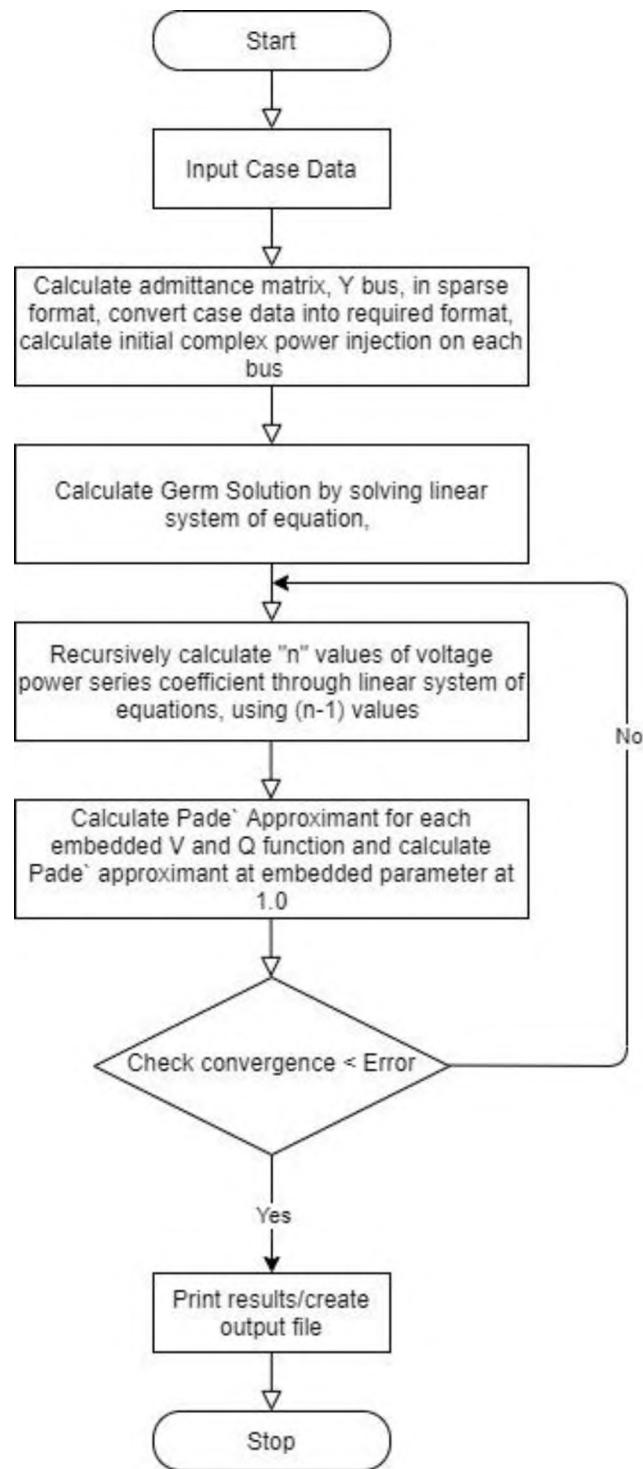 Start
Input Case Data
Calculate admittance matrix, Y bus, in sparse
format, convert case data into required format,
calculate initial complex power injection on each
bus
Calculate Germ Solution by solving linear
system of equation,
Recursively calculate "n" values of voltage
power series coefficient through linear system of
equations, using (n-1) values
No
Calculate Pade` Approximant for each
embedded V and Q function and calculate
Pade` approximant at embedded parameter at
1.0
Check convergence < Error
Yes
Print results/create
output file
Stop